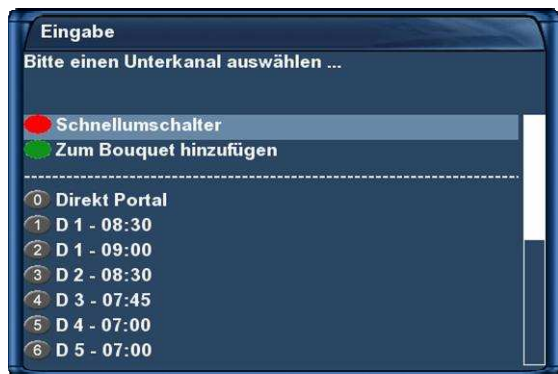 Eingabe
Bitte einen Unterkanal auswählen ...
Schnellumschalter
Zum Bouquet hinzufügen
0 Direkt Portal
1 D 1 - 08:30
2 D 1 - 09:00
3 D 2 - 08:30
4 D 3 - 07:45
5 D 4 - 07:00
6 D 5 - 07:00